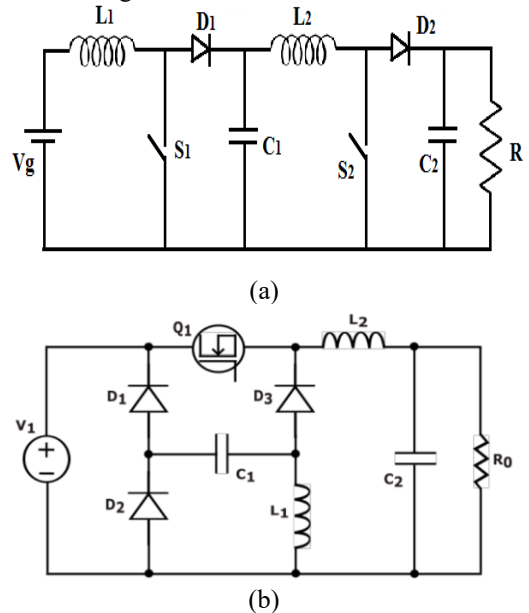 L1 D1 L2 D2
Vg S1 C1 S2 C2 R
(a)
Q1 L2
D1 D3
V1 + − C1 C2 R0
D2 L1
(b)